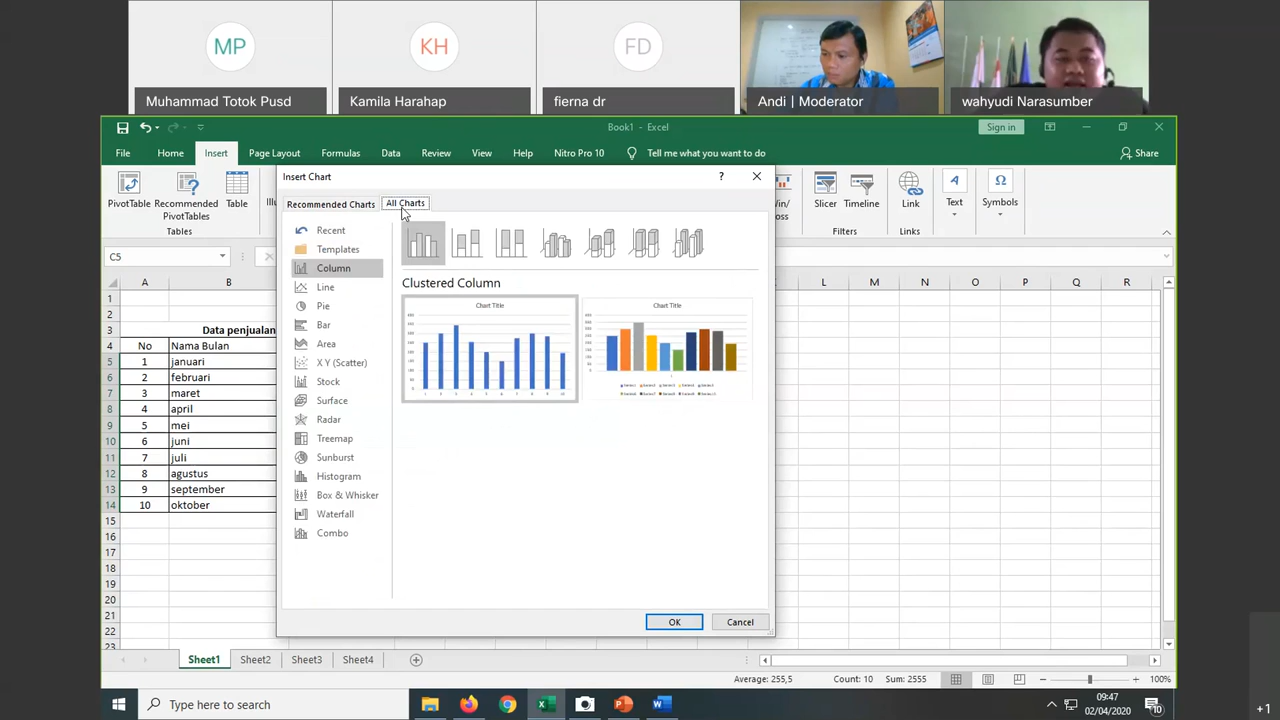 MP
KH
FD
Muhammad Totok Pusd
Kamila Harahap
fierna dr
Andi | Moderator
wahyudi Narasumber
Book1 - Excel
Sign in
File
Home
Insert
Page Layout
Formulas
Data
Review
View
Help
Nitro Pro 10
Tell me what you want to do
Share
PivotTable
Recommended PivotTables
Table
Tables
Win/
Loss
Slicer
Timeline
Filters
Link
Links
Text
Symbols
Insert Chart
?
Recommended Charts
All Charts
Recent
Templates
Column
Line
Pie
Bar
Area
X Y (Scatter)
Stock
Surface
Radar
Treemap
Sunburst
Histogram
Box & Whisker
Waterfall
Combo
Clustered Column
Chart Title
Chart Title
OK
Cancel
C5
A B L M N O P Q R
1
2
3 Data penjualan
4 No Nama Bulan
5 1 januari
6 2 februari
7 3 maret
8 4 april
9 5 mei
10 6 juni
11 7 juli
12 8 agustus
13 9 september
14 10 oktober
15
16
17
18
19
20
21
22
23
Sheet1
Sheet2
Sheet3
Sheet4
Average: 255,5
Count: 10
Sum: 2555
100%
Type here to search
09:47
02/04/2020
10
+1